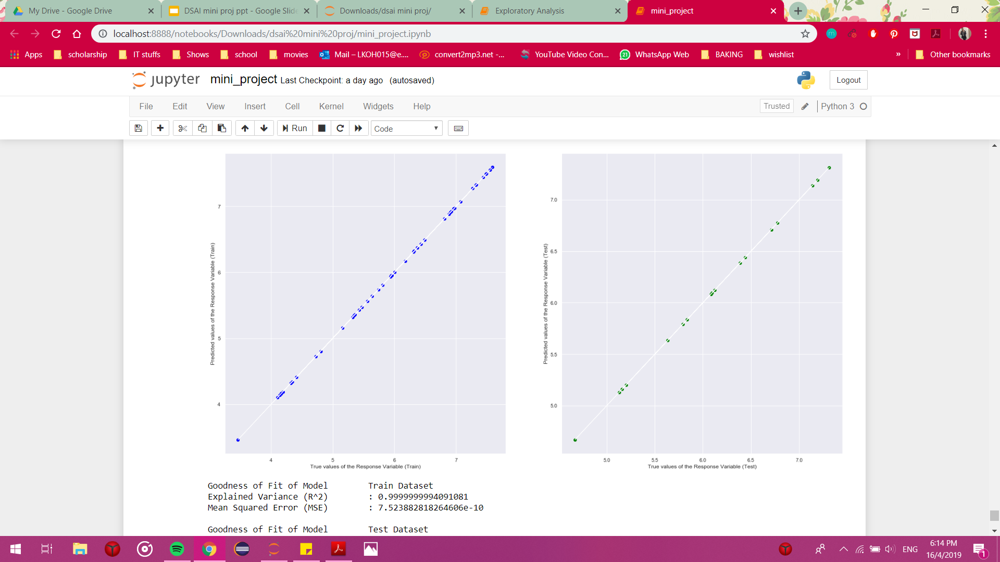 My Drive - Google Drive
DSAI mini proj ppt - Google Slide
Downloads/dsai mini proj/
Exploratory Analysis
mini_project
localhost:8888/notebooks/Downloads/dsai%20mini%20proj/mini_project.ipynb
Apps scholarship IT stuffs Shows school movies Mail – LKOH015@e.... convert2mp3.net -... YouTube Video Con... 21 WhatsApp Web BAKING wishlist » Other bookmarks
jupyter mini_project Last Checkpoint: a day ago (autosaved) Logout
File Edit View Insert Cell Kernel Widgets Help Trusted Python 3
Run Code
Predicted values of the Response Variable (Train)
7
6
5
4
4 5 6 7
True values of the Response Variable (Train)
Predicted values of the Response Variable (Test)
7.0
6.5
6.0
5.5
5.0
5.0 5.5 6.0 6.5 7.0
True values of the Response Variable (Test)
Goodness of Fit of Model Train Dataset
Explained Variance (R^2) : 0.9999999994091081
Mean Squared Error (MSE) : 7.523882818264606e-10
Goodness of Fit of Model Test Dataset
ENG
6:14 PM
16/4/2019
1